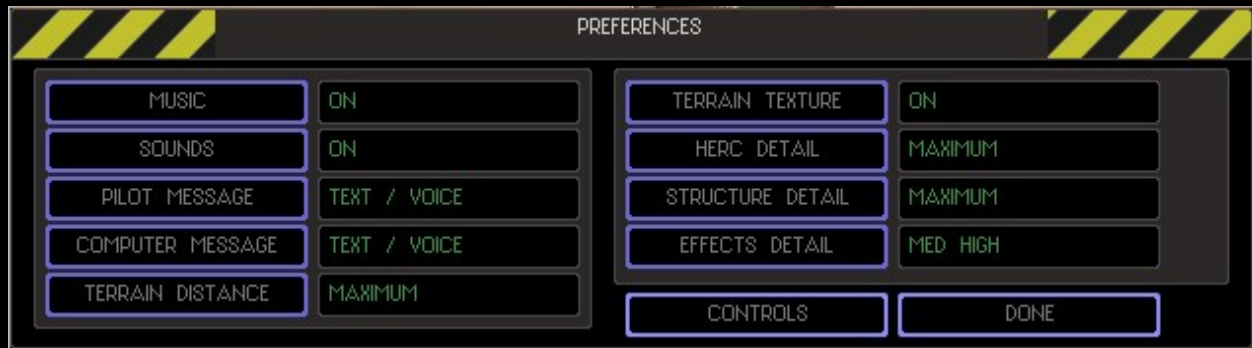 PREFERENCES
MUSIC ON
SOUNDS ON
PILOT MESSAGE TEXT / VOICE
COMPUTER MESSAGE TEXT / VOICE
TERRAIN DISTANCE MAXIMUM
TERRAIN TEXTURE ON
HERC DETAIL MAXIMUM
STRUCTURE DETAIL MAXIMUM
EFFECTS DETAIL MED HIGH
CONTROLS DONE